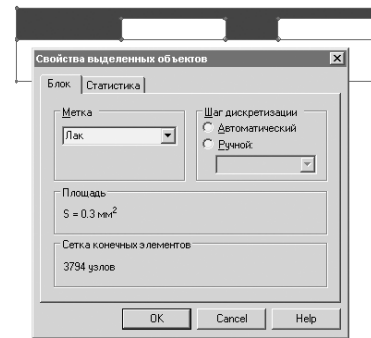 Свойства выделенных объектов
Блок Статистика
Метка
Лак
Шаг дискретизации
Автоматический
Ручной:
Площадь
S = 0.3 мм²
Сетка конечных элементов
3794 узлов
OK Cancel Help